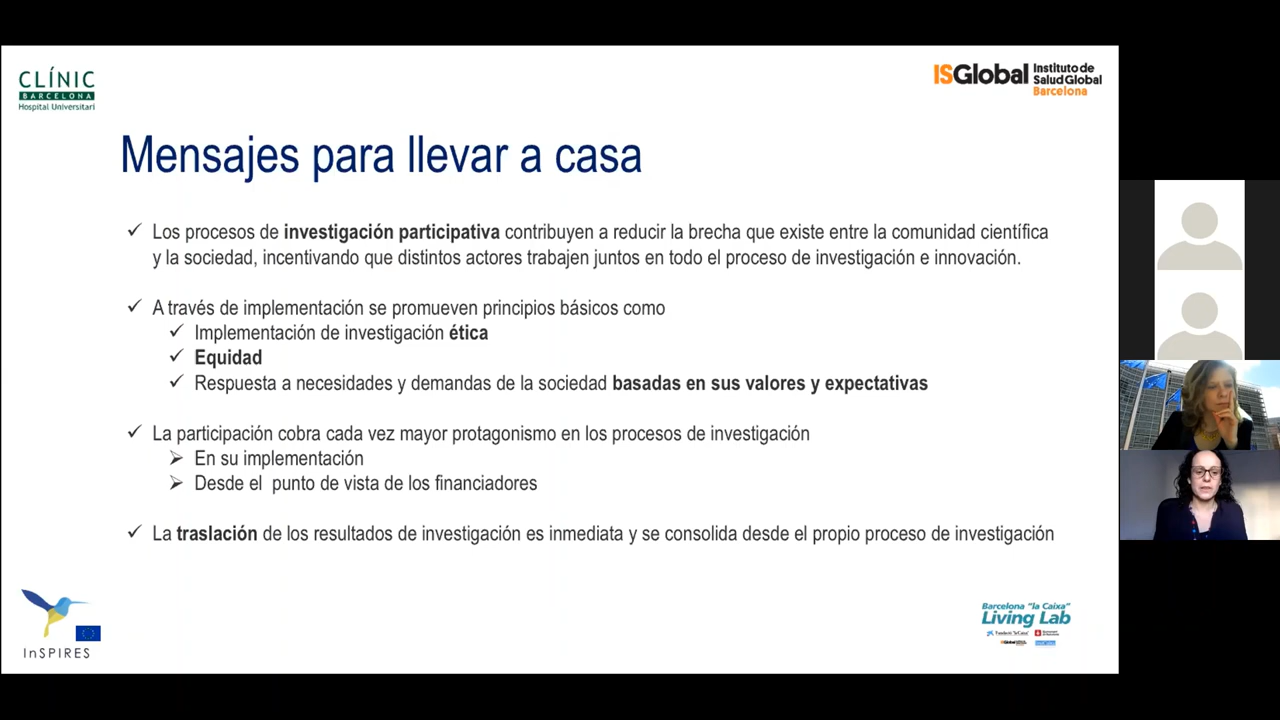 CLÍNIC
BARCELONA
Hospital Universitari
ISGlobal Instituto de
Salud Global
Barcelona
Mensajes para llevar a casa
✓ Los procesos de investigación participativa contribuyen a reducir la brecha que existe entre la comunidad científica
y la sociedad, incentivando que distintos actores trabajen juntos en todo el proceso de investigación e innovación.
✓ A través de implementación se promueven principios básicos como
✓ Implementación de investigación ética
✓ Equidad
✓ Respuesta a necesidades y demandas de la sociedad basadas en sus valores y expectativas
✓ La participación cobra cada vez mayor protagonismo en los procesos de investigación
➢ En su implementación
➢ Desde el punto de vista de los financiadores
✓ La traslación de los resultados de investigación es inmediata y se consolida desde el propio proceso de investigación
InSPIRES
Barcelona "la Caixa"
Living Lab
Fundació "la Caixa"
ISGlobal